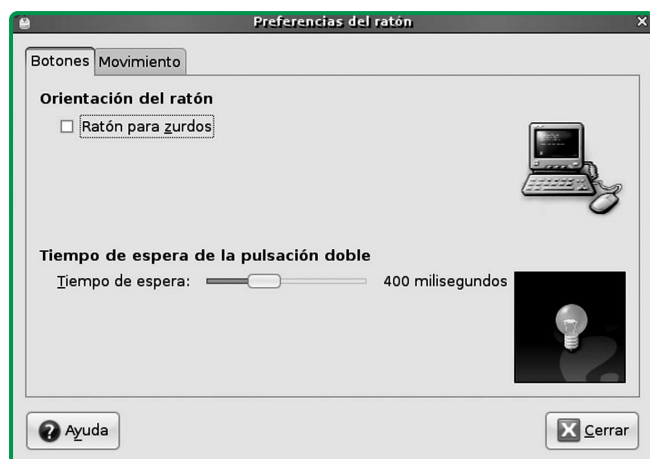 Preferencias del ratón
Botones Movimiento
Orientación del ratón
Ratón para zurdos
Tiempo de espera de la pulsación doble
Tiempo de espera: 400 milisegundos
Ayuda Cerrar